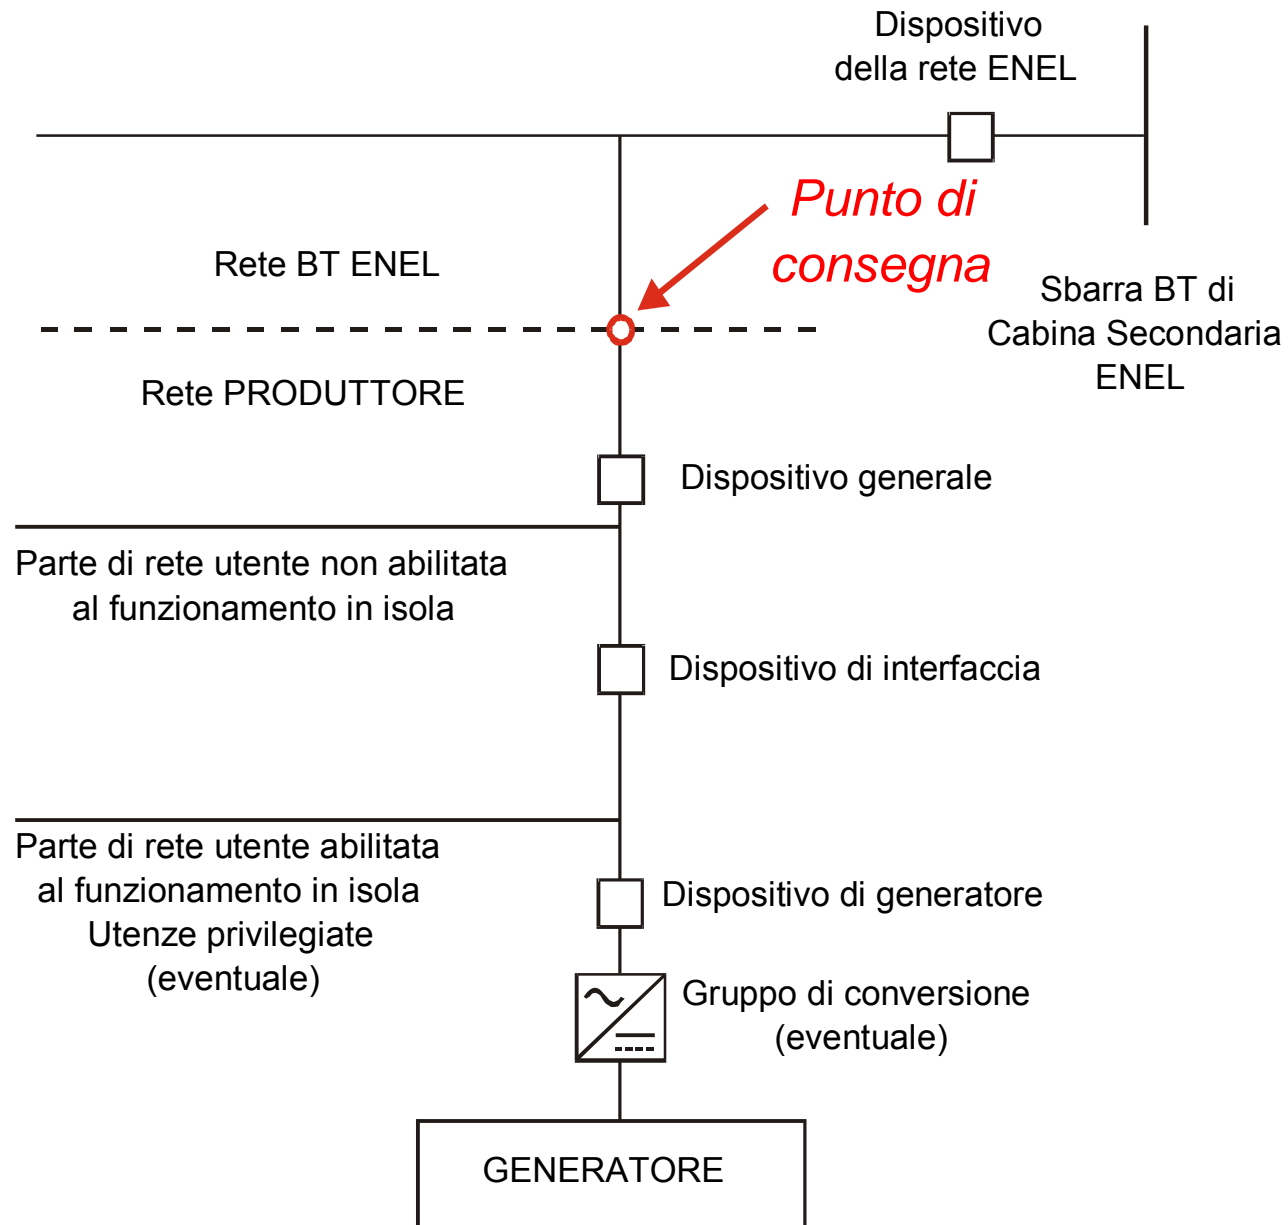 Dispositivo
della rete ENEL
Punto di
consegna
Rete BT ENEL
Sbarra BT di
Cabina Secondaria
ENEL
Rete PRODUTTORE
Dispositivo generale
Parte di rete utente non abilitata
al funzionamento in isola
Dispositivo di interfaccia
Parte di rete utente abilitata
al funzionamento in isola
Utenze privilegiate
(eventuale)
Dispositivo di generatore
Gruppo di conversione
(eventuale)
GENERATORE